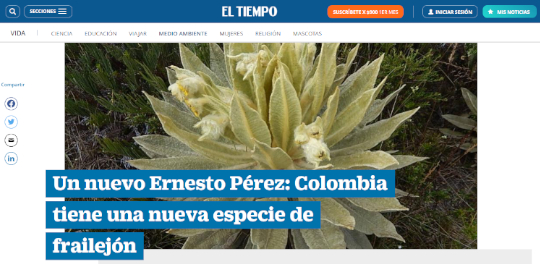 SECCIONES
EL TIEMPO
SUSCRÍBETE X $900 1ER MES
INICIAR SESIÓN
MIS NOTICIAS
VIDA
CIENCIA
EDUCACIÓN
VIAJAR
MEDIO AMBIENTE
MUJERES
RELIGIÓN
MASCOTAS
Compartir
Un nuevo Ernesto Pérez: Colombia
tiene una nueva especie de
frailejón